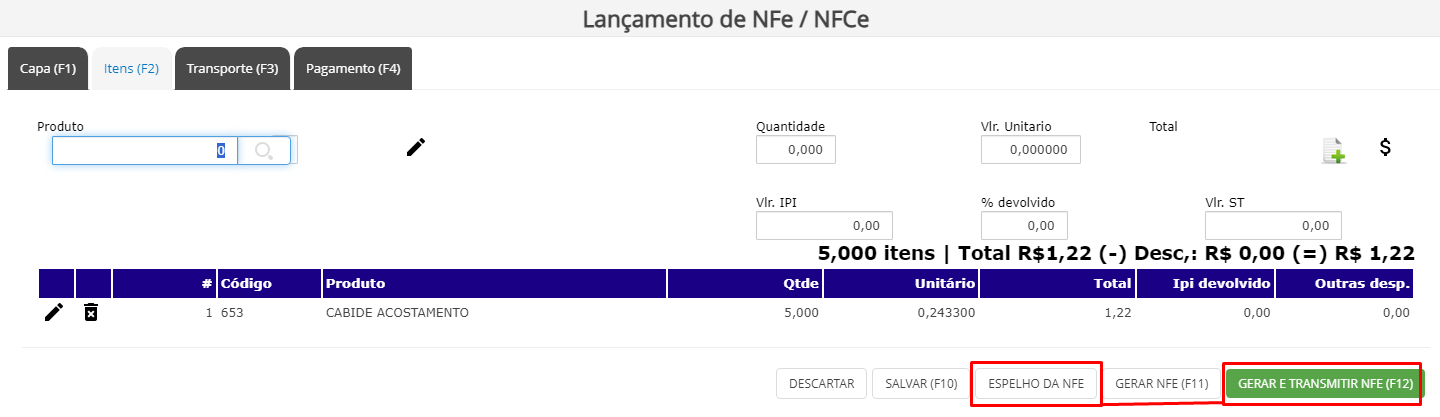 Lançamento de NFe / NFCe
Capa (F1) Itens (F2) Transporte (F3) Pagamento (F4)
Produto Quantidade Vlr. Unitario Total
0 0,000 0,000000 $
Vlr. IPI % devolvido Vlr. ST
0,00 0,00 0,00
5,000 itens | Total R$1,22 (-) Desc,: R$ 0,00 (=) R$ 1,22
# Código Produto Qtde Unitário Total Ipi devolvido Outras desp.
1 653 CABIDE ACOSTAMENTO 5,000 0,243300 1,22 0,00 0,00
DESCARTAR SALVAR (F10) ESPELHO DA NFE GERAR NFE (F11) GERAR E TRANSMITIR NFE (F12)